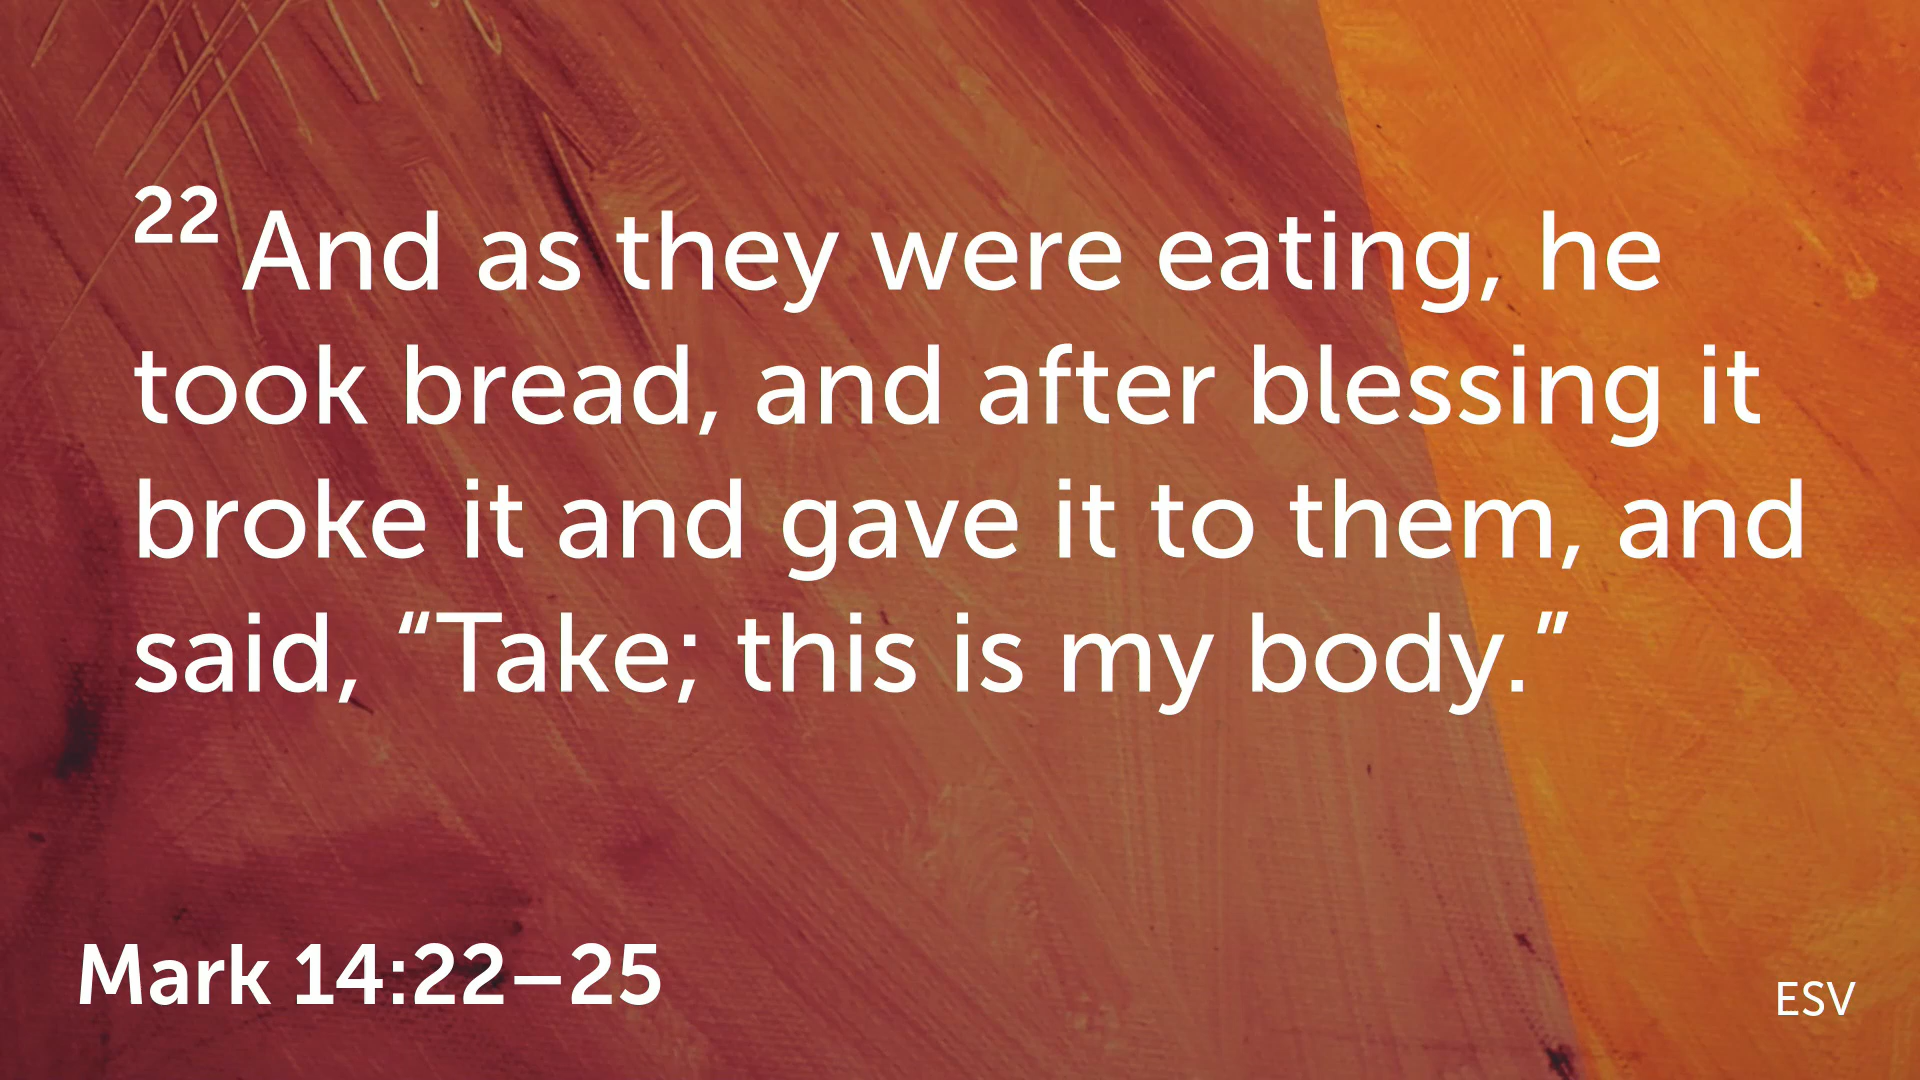 22 And as they were eating, he
took bread, and after blessing it
broke it and gave it to them, and
said, “Take; this is my body.”
Mark 14:22–25
ESV